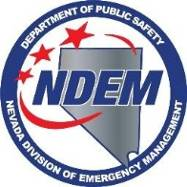 DEPARTMENT OF PUBLIC SAFETY
NDEM
NEVADA DIVISION OF EMERGENCY MANAGEMENT